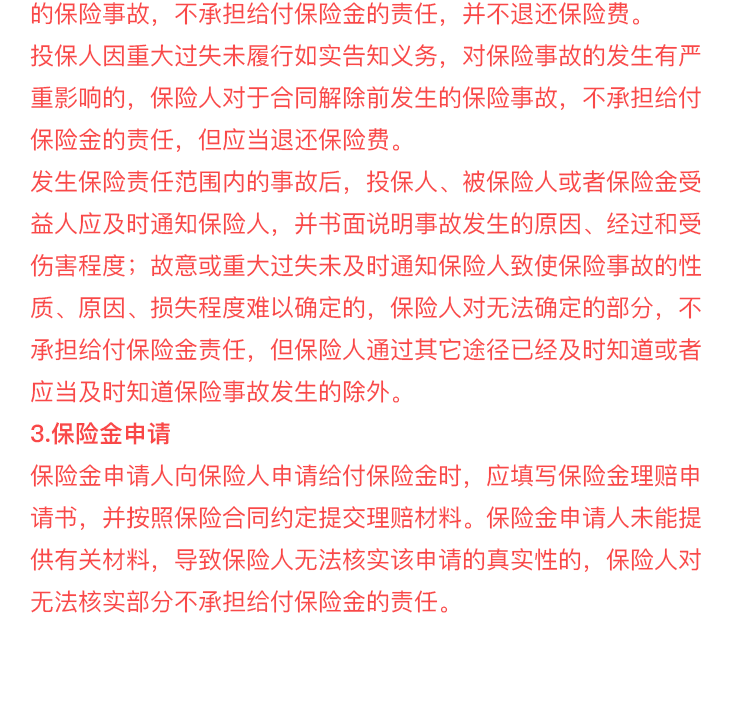 的保险事故，不承担给付保险金的责任，并不退还保险费。
投保人因重大过失未履行如实告知义务，对保险事故的发生有严
重影响的，保险人对于合同解除前发生的保险事故，不承担给付
保险金的责任，但应当退还保险费。
发生保险责任范围内的事故后，投保人、被保险人或者保险金受
益人应及时通知保险人，并书面说明事故发生的原因、经过和受
伤害程度；故意或重大过失未及时通知保险人致使保险事故的性
质、原因、损失程度难以确定的，保险人对无法确定的部分，不
承担给付保险金责任，但保险人通过其它途径已经及时知道或者
应当及时知道保险事故发生的除外。
3.保险金申请
保险金申请人向保险人申请给付保险金时，应填写保险金理赔申
请书，并按照保险合同约定提交理赔材料。保险金申请人未能提
供有关材料，导致保险人无法核实该申请的真实性的，保险人对
无法核实部分不承担给付保险金的责任。